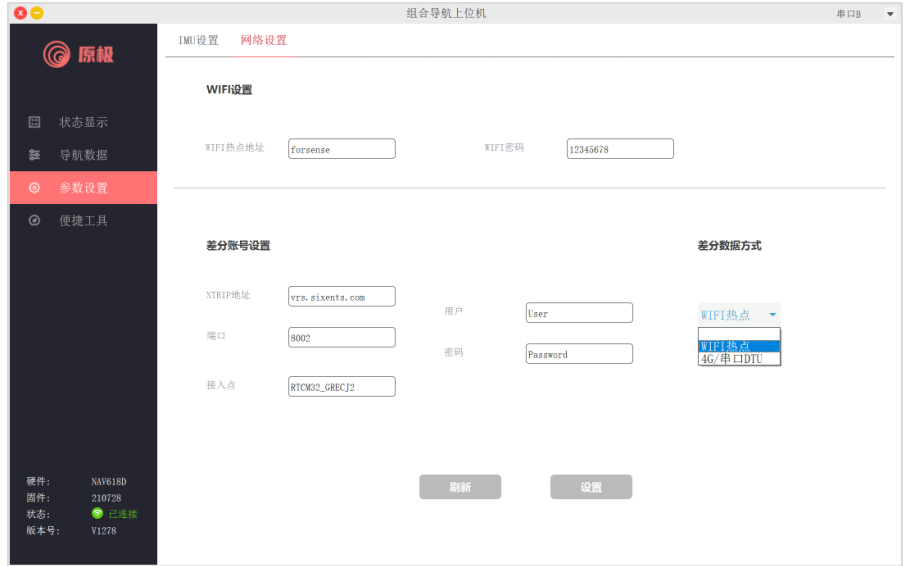 组合导航上位机
串口B
原极
状态显示
导航数据
参数设置
便捷工具
硬件: NAV618D
固件: 210728
状态: 已连接
版本号: V1278
IMU设置 网络设置
WIFI设置
WIFI热点地址 forsense WIFI密码 12345678
差分账号设置 差分数据方式
NTRIP地址 vrs.sixents.com
用户 User
WIFI热点
端口 8002
密码 Password
WIFI热点
4G/串口DTU
接入点 RTCM32_GRECJ2
刷新 设置